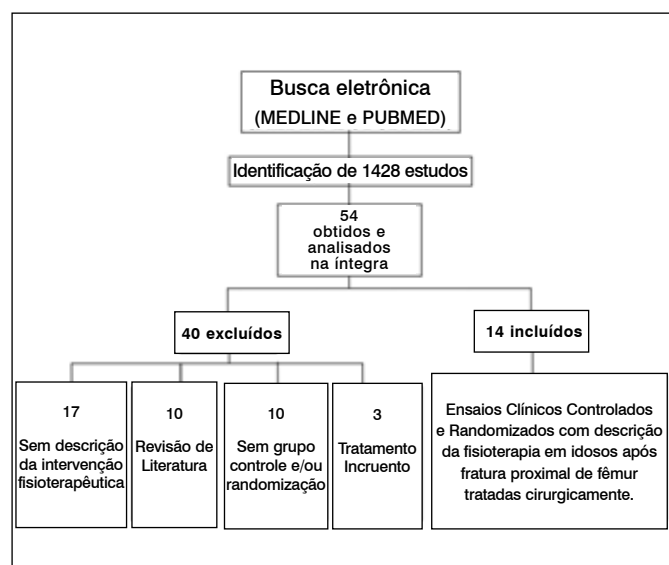 Busca eletrônica
(MEDLINE e PUBMED)
Identificação de 1428 estudos
54
obtidos e
analisados
na íntegra
40 excluídos
14 incluídos
17
Sem descrição
da intervenção
fisioterapêutica
10
Revisão de
Literatura
10
Sem grupo
controle e/ou
randomização
3
Tratamento
Incruento
Ensaios Clínicos Controlados
e Randomizados com descrição
da fisioterapia em idosos após
fratura proximal de fêmur
tratadas cirurgicamente.